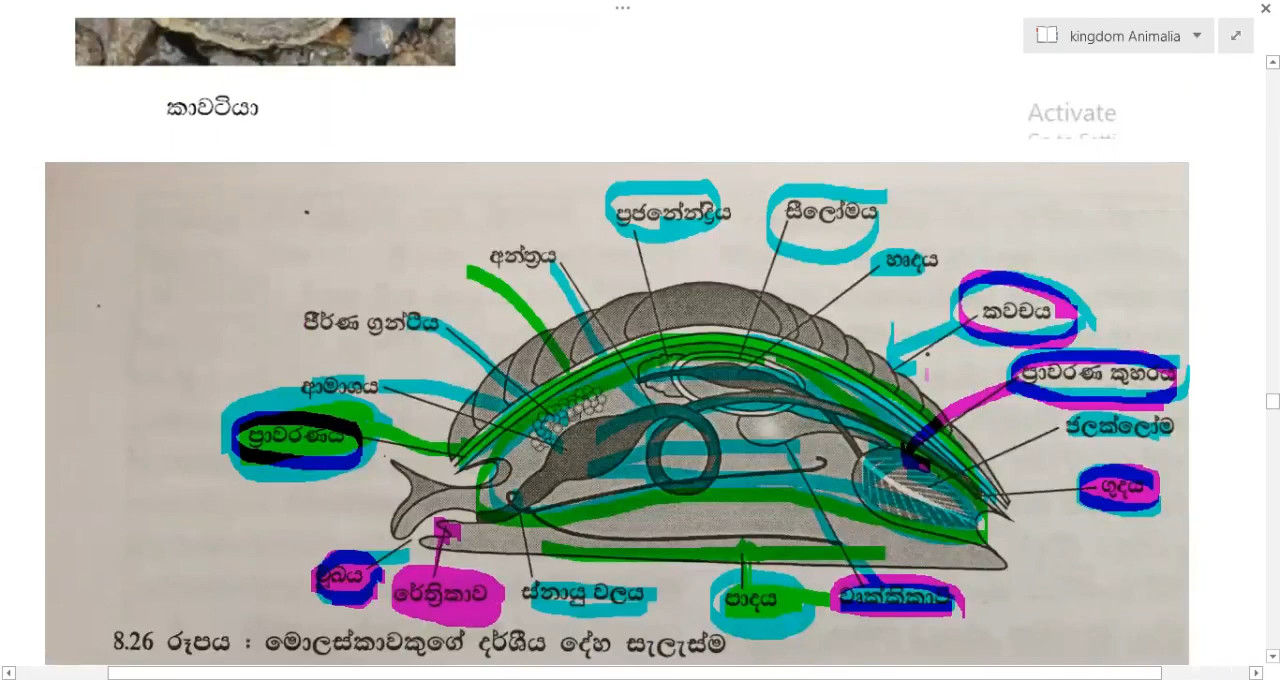 kingdom Animalia
කාවටියා
Activate
ප්‍රජනේන්ද්‍රිය
සීලෝමය
අන්ත්‍රය
හෘදය
කවචය
ජීර්ණ ග්‍රන්ථිය
ප්‍රාවරණ කුහරය
ආමාශය
ජලක්ලෝම
ප්‍රාවරණය
ගුදය
මුඛය
රේත්‍රිකාව
ස්නායු වලය
පාදය
වෘක්කිකාව
8.26 රූපය : මොලස්කාවකුගේ දර්ශීය දේහ සැලැස්ම